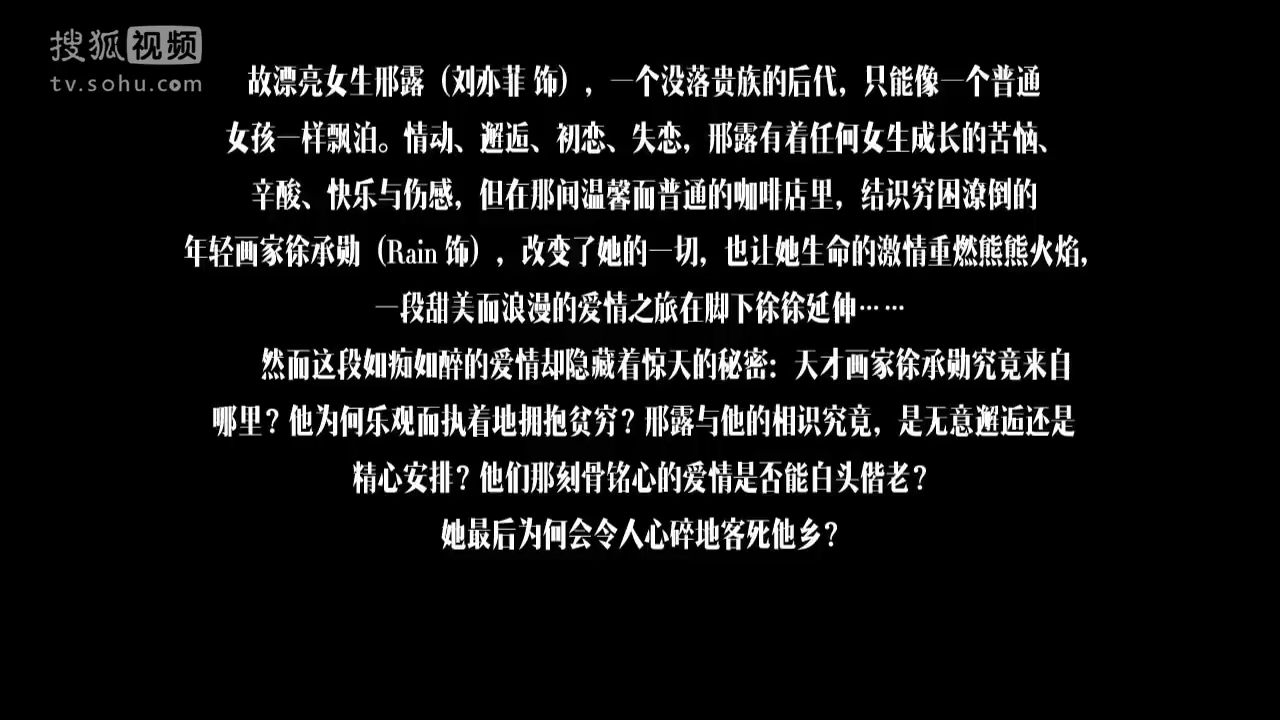 搜狐视频
tv.sohu.com
故漂亮女生那露（刘亦菲 饰），一个没落贵族的后代，只能像一个普通
女孩一样飘泊。情动、邂逅、初恋、失恋，那露有着任何女生成长的苦恼、
辛酸、快乐与伤感，但在那间温馨而普通的咖啡店里，结识穷困潦倒的
年轻画家徐承勋（Rain 饰），改变了她的一切，也让她生命的激情重燃熊熊火焰，
一段甜美而浪漫的爱情之旅在脚下徐徐延伸……
然而这段如痴如醉的爱情却隐藏着惊天的秘密：天才画家徐承勋究竟来自
哪里？他为何乐观而执着地拥抱贫穷？那露与他的相识究竟，是无意邂逅还是
精心安排？他们那刻骨铭心的爱情是否能白头偕老？
她最后为何会令人心碎地客死他乡？